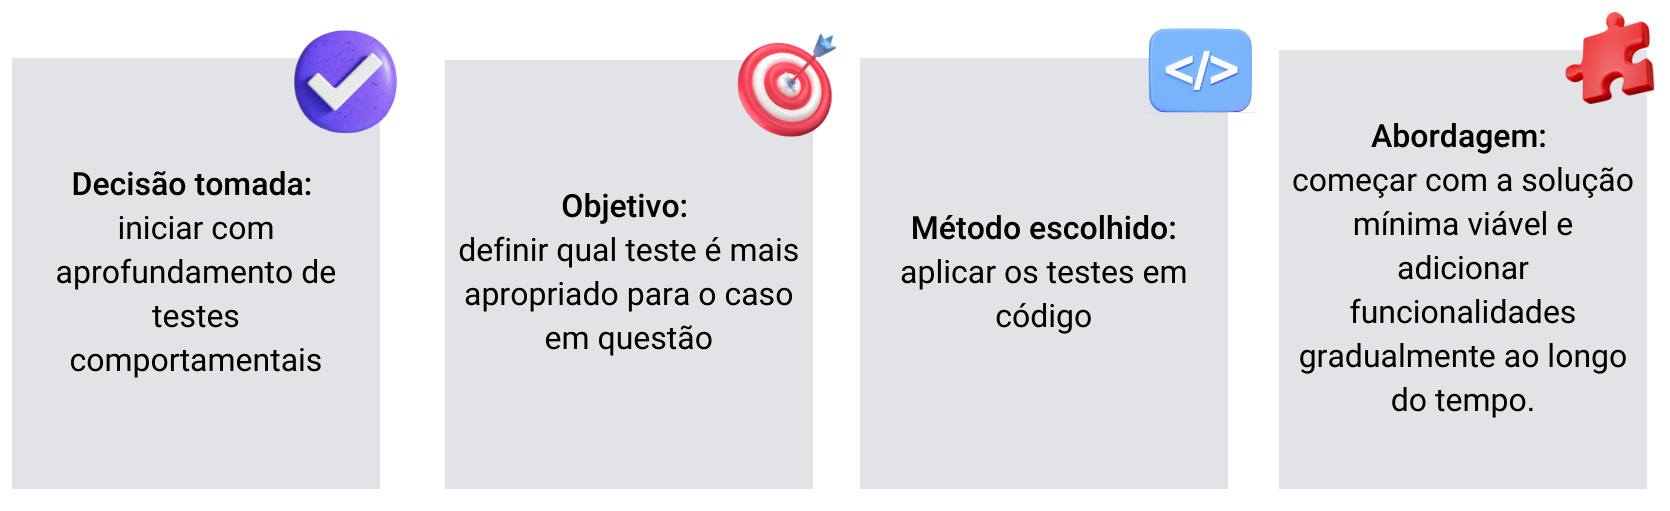 Decisão tomada:
iniciar com
aprofundamento de
testes
comportamentais
Objetivo:
definir qual teste é mais
apropriado para o caso
em questão
</>
Método escolhido:
aplicar os testes em
código
Abordagem:
começar com a solução
mínima viável e
adicionar
funcionalidades
gradualmente ao longo
do tempo.